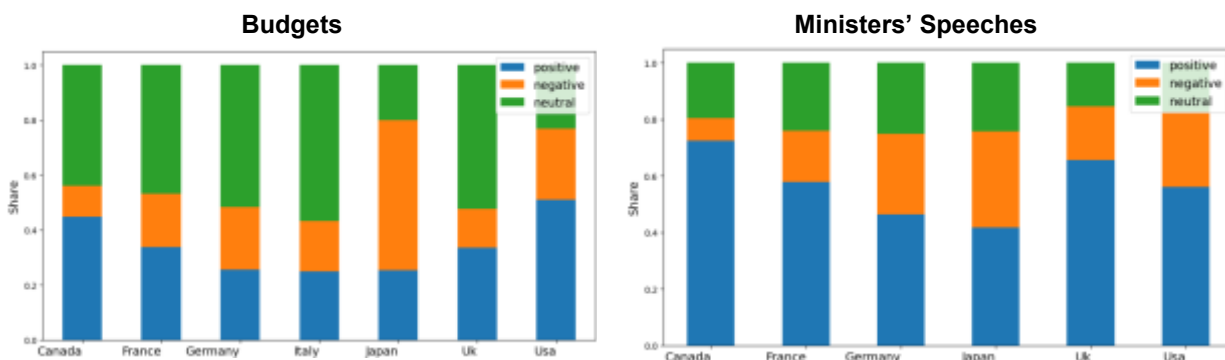 Budgets
1.0
0.8
0.6
0.4
0.2
0.0
Share
positive
negative
neutral
Canada France Germany Italy Japan Uk Usa
Ministers’ Speeches
1.0
0.8
0.6
0.4
0.2
0.0
Share
positive
negative
neutral
Canada France Germany Japan Uk Usa